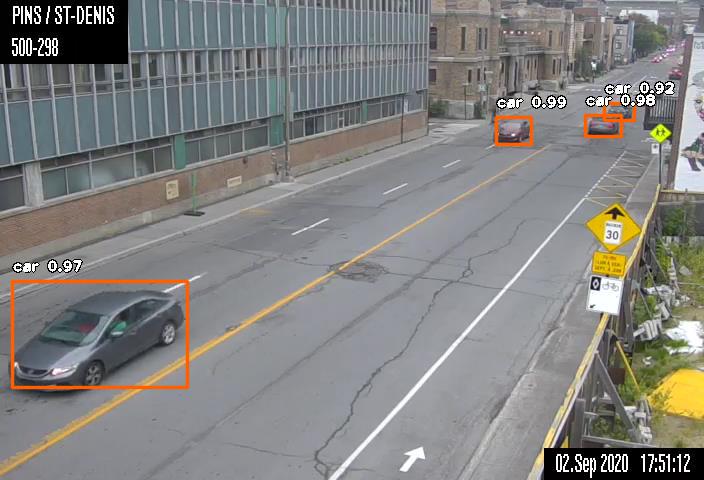 PINS / ST-DENIS
500-298
car 0.92
car 0.99
car 0.98
MAXIMUM
30
car 0.97
02.Sep 2020 17:51:12